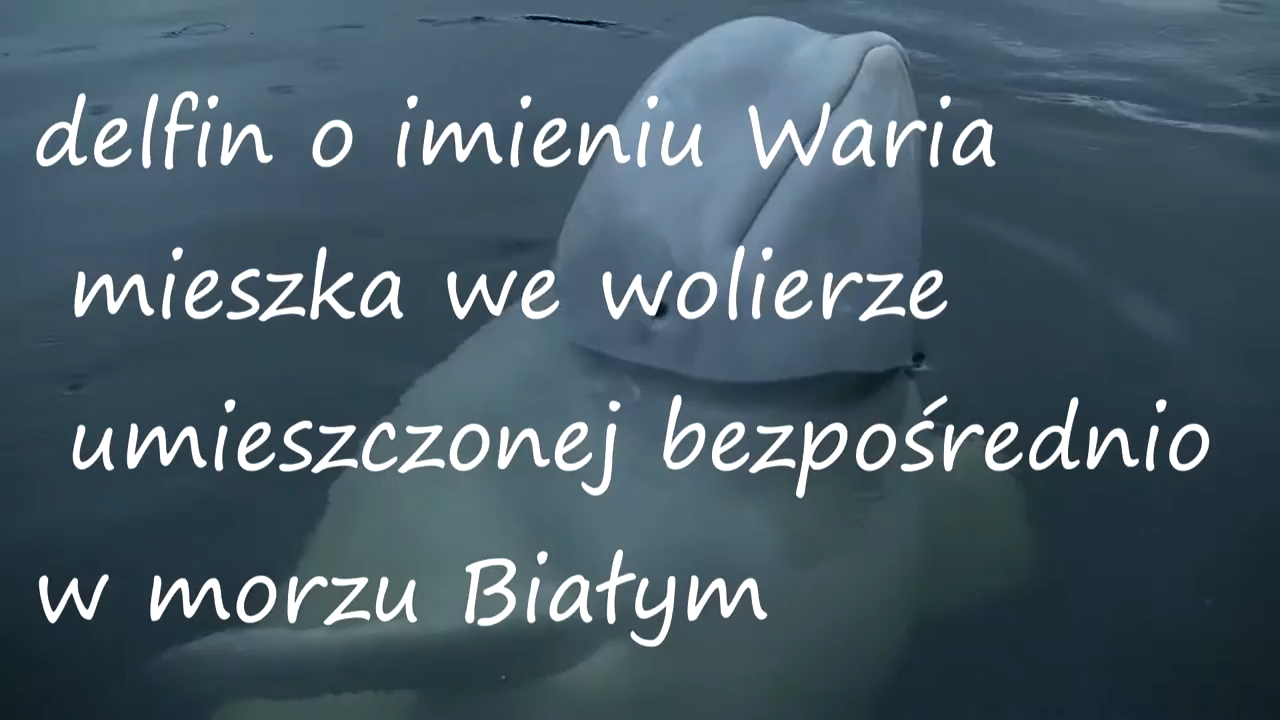 delfin o imieniu Waria
mieszka we wolierze
umieszczonej bezpośrednio
w morzu Białym